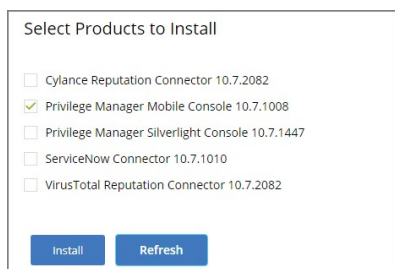 Select Products to Install
Cylance Reputation Connector 10.7.2082
Privilege Manager Mobile Console 10.7.1008
Privilege Manager Silverlight Console 10.7.1447
ServiceNow Connector 10.7.1010
VirusTotal Reputation Connector 10.7.2082
Install Refresh